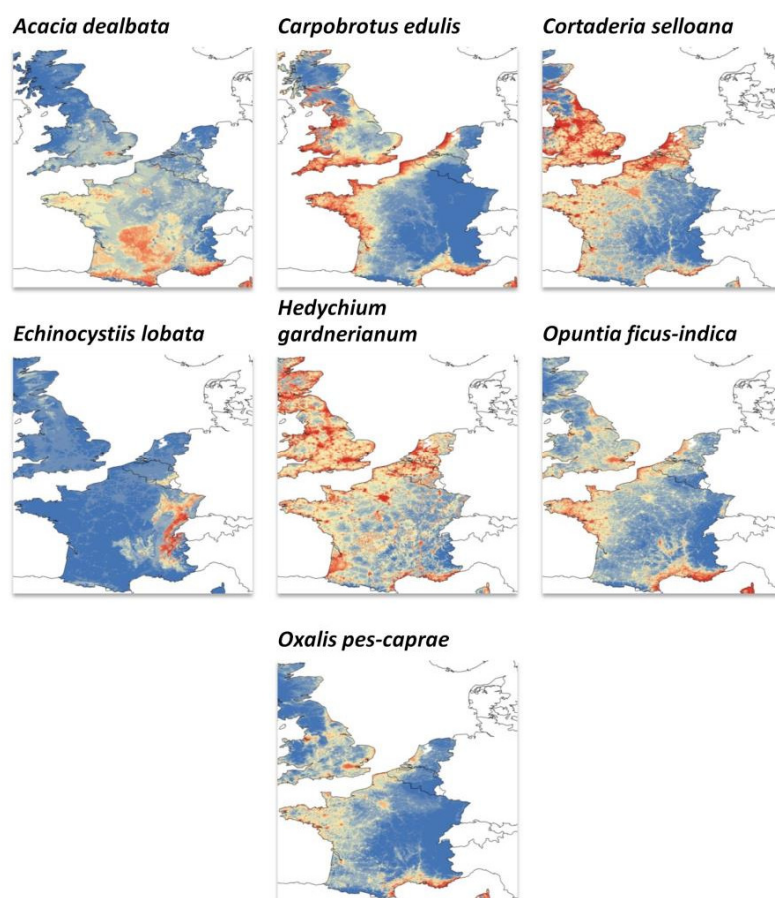 Acacia dealbata
Carpobrotus edulis
Cortaderia selloana
Echinocystiis lobata
Hedychium
gardnerianum
Opuntia ficus-indica
Oxalis pes-caprae